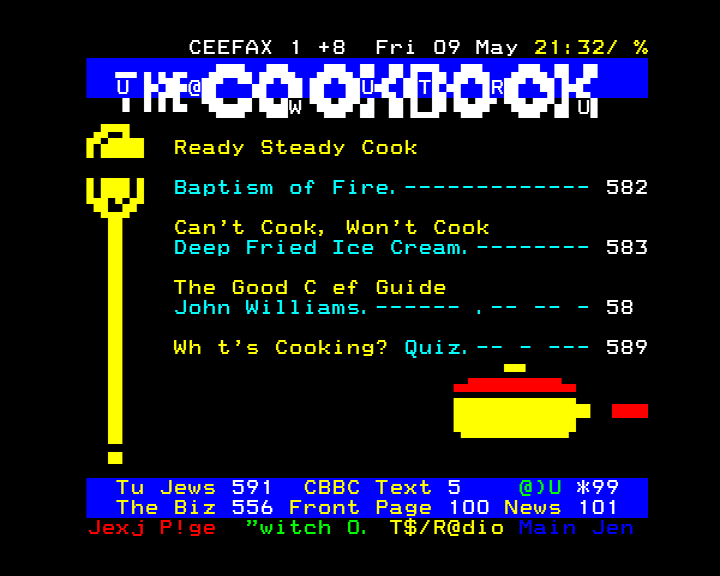 CEEFAX 1 +8 Fri 09 May 21:32/ %
THE COOKBOOK
Ready Steady Cook
Baptism of Fire.------------- 582
Can't Cook, Won't Cook
Deep Fried Ice Cream.-------- 583
The Good C ef Guide
John Williams.------ .-- -- - 58
Wh t's Cooking? Quiz.-- - --- 589
Tu Jews 591 CBBC Text 5 @)U *99
The Biz 556 Front Page 100 News 101
Jexj P!ge "witch O. T$/R@dio Main Jen